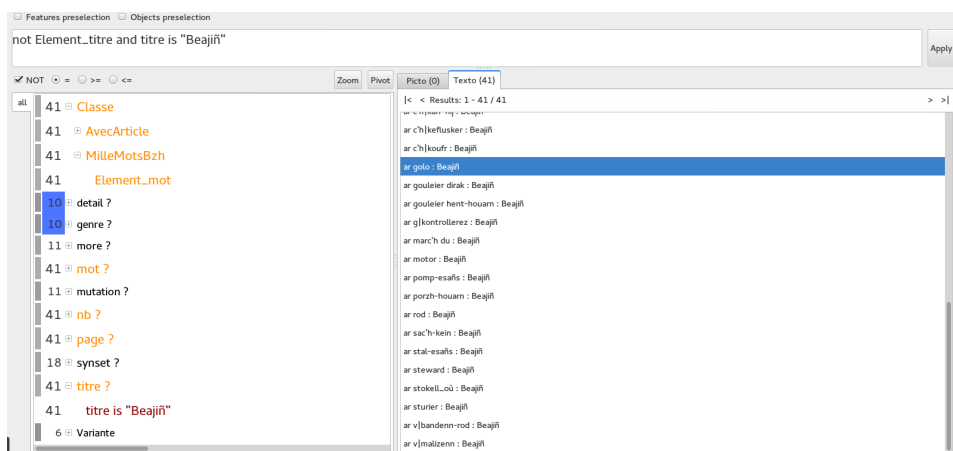 Features preselection Objects preselection
not Element_titre and titre is "Beajiñ"
Apply
NOT = >= <= Zoom Pivot
all
41 Classe
41 AvecArticle
41 MilleMotsBzh
41 Element_mot
10 detail ?
10 genre ?
11 more ?
41 mot ?
11 mutation ?
41 nb ?
41 page ?
18 synset ?
41 titre ?
41 titre is "Beajiñ"
6 Variante
Picto (0) Texto (41)
|< < Results: 1 - 41 / 41 > >|
ar c'h|keflusker : Beajiñ
ar c'h|koufr : Beajiñ
ar golo : Beajiñ
ar gouleier dirak : Beajiñ
ar gouleier hent-houarn : Beajiñ
ar g|kontrollerez : Beajiñ
ar marc'h du : Beajiñ
ar motor : Beajiñ
ar pomp-esañs : Beajiñ
ar porzh-houarn : Beajiñ
ar rod : Beajiñ
ar sac'h-kein : Beajiñ
ar stal-esañs : Beajiñ
ar steward : Beajiñ
ar stokell_où : Beajiñ
ar sturier : Beajiñ
ar v|bandenn-rod : Beajiñ
ar v|malizenn : Beajiñ